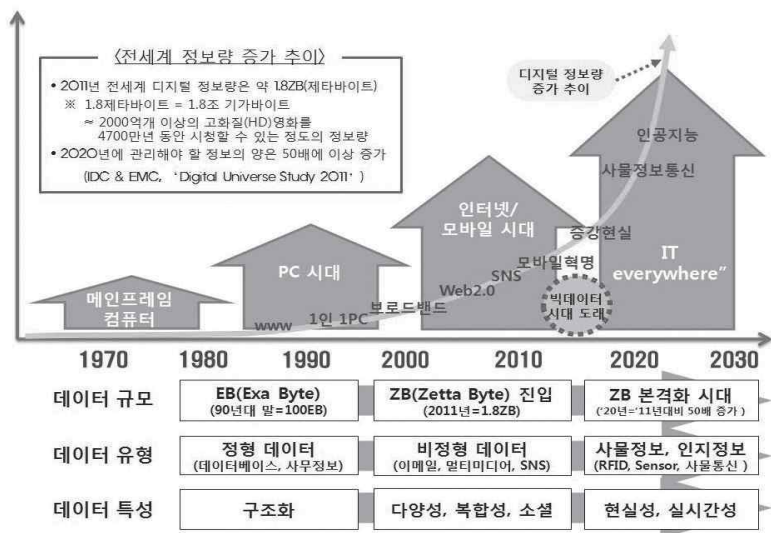 〈전세계 정보량 증가 추이〉
• 2011년 전세계 디지털 정보량은 약 1.8ZB(제타바이트)
※ 1.8제타바이트 = 1.8조 기가바이트
≈ 2000억개 이상의 고화질(HD)영화를
4700만년 동안 시청할 수 있는 정도의 정보량
• 2020년에 관리해야 할 정보의 양은 50배에 이상 증가
(IDC & EMC, ‘Digital Universe Study 2011’ )
디지털 정보량
증가 추이
인공지능
사물정보통신
증강현실
모바일혁명
SNS
Web2.0
브로드밴드
1인 1PC
www
메인프레임
컴퓨터
PC 시대
인터넷/
모바일 시대
IT
everywhere”
빅데이터
시대 도래
1970 1980 1990 2000 2010 2020 2030
데이터 규모
EB(Exa Byte)
(90년대 말=100EB)
ZB(Zetta Byte) 진입
(2011년=1.8ZB)
ZB 본격화 시대
('20년='11년대비 50배 증가 )
데이터 유형
정형 데이터
(데이터베이스, 사무정보)
비정형 데이터
(이메일, 멀티미디어, SNS)
사물정보, 인지정보
(RFID, Sensor, 사물통신 )
데이터 특성
구조화
다양성, 복합성, 소셜
현실성, 실시간성